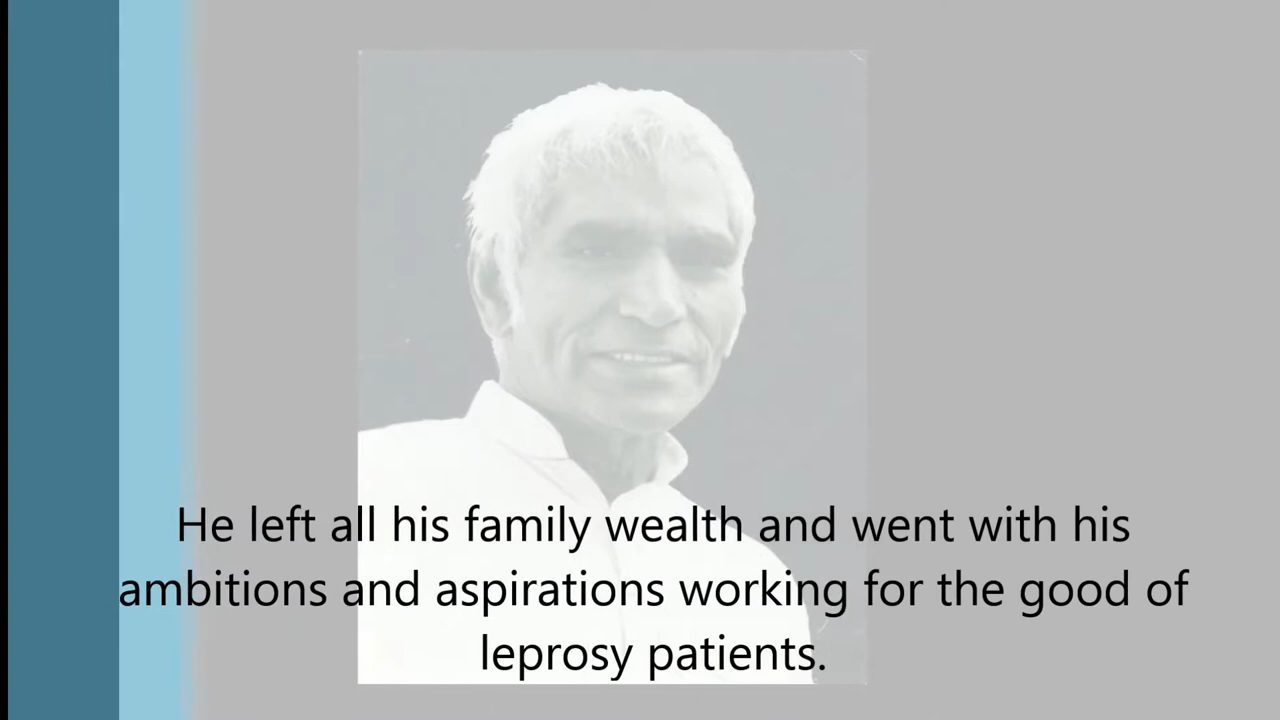 He left all his family wealth and went with his
ambitions and aspirations working for the good of
leprosy patients.